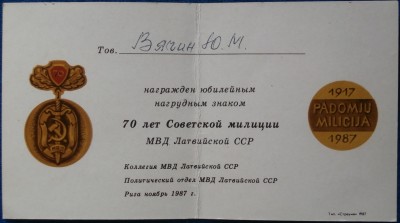 Тов. Вячин Ю. М.
награжден юбилейным
нагрудным знаком
70 лет Советской милиции
МВД Латвийской ССР
Коллегия МВД Латвийской ССР
Политический отдел МВД Латвийской ССР
Рига ноябрь 1987 г.
70
1917
PADOMJU
MILICIJA
1987